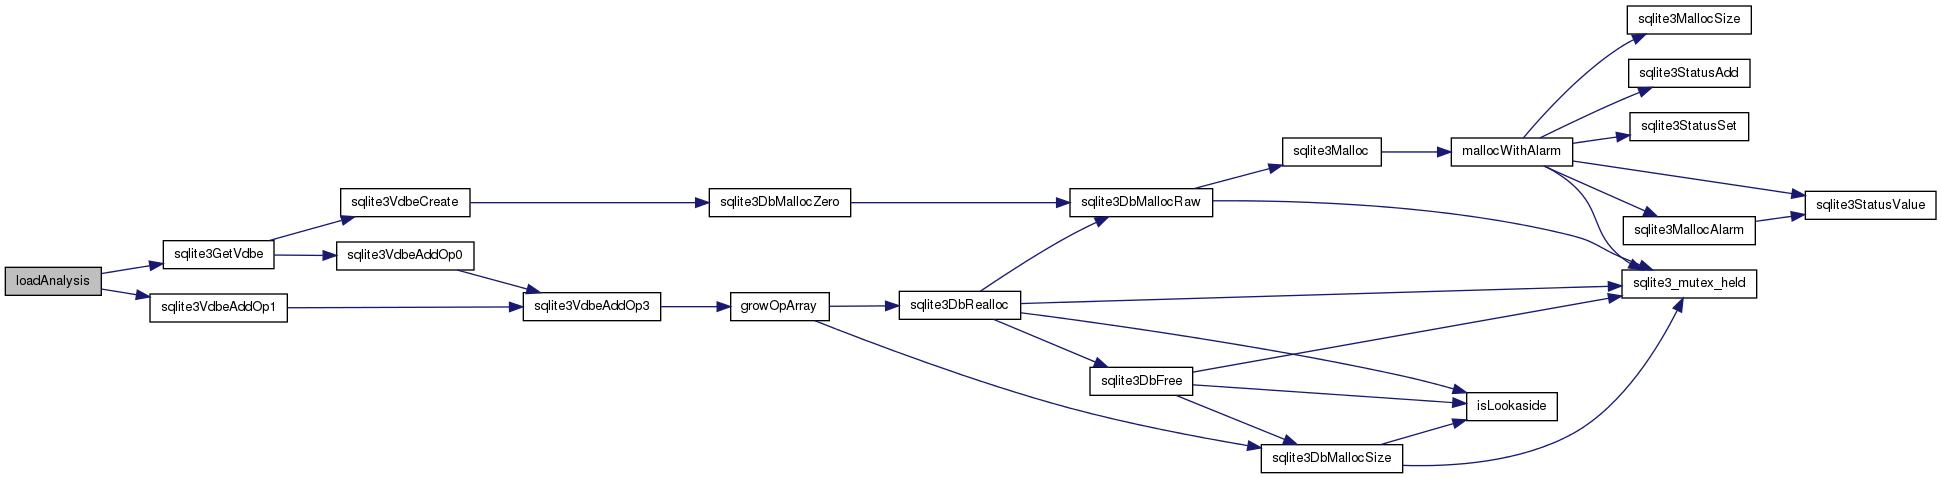 loadAnalysis
sqlite3GetVdbe
sqlite3VdbeAddOp1
sqlite3VdbeCreate
sqlite3VdbeAddOp0
sqlite3VdbeAddOp3
sqlite3DbMallocZero
growOpArray
sqlite3DbRealloc
sqlite3DbMallocRaw
sqlite3DbFree
sqlite3DbMallocSize
sqlite3Malloc
mallocWithAlarm
isLookaside
sqlite3MallocSize
sqlite3StatusAdd
sqlite3StatusSet
sqlite3MallocAlarm
sqlite3_mutex_held
sqlite3StatusValue